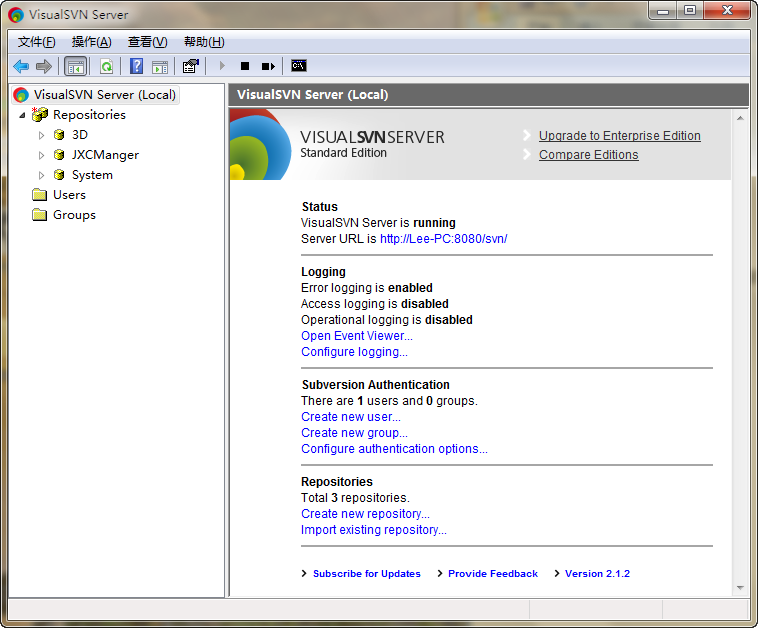 VisualSVN Server
文件(F) 操作(A) 查看(V) 帮助(H)
C:\
VisualSVN Server (Local)
Repositories
3D
JXCManger
System
Users
Groups
VisualSVN Server (Local)
VISUALSVNSERVER
Standard Edition
Upgrade to Enterprise Edition
Compare Editions
Status
VisualSVN Server is running
Server URL is http://Lee-PC:8080/svn/
Logging
Error logging is enabled
Access logging is disabled
Operational logging is disabled
Open Event Viewer...
Configure logging...
Subversion Authentication
There are 1 users and 0 groups.
Create new user...
Create new group...
Configure authentication options...
Repositories
Total 3 repositories.
Create new repository...
Import existing repository...
Subscribe for Updates Provide Feedback Version 2.1.2